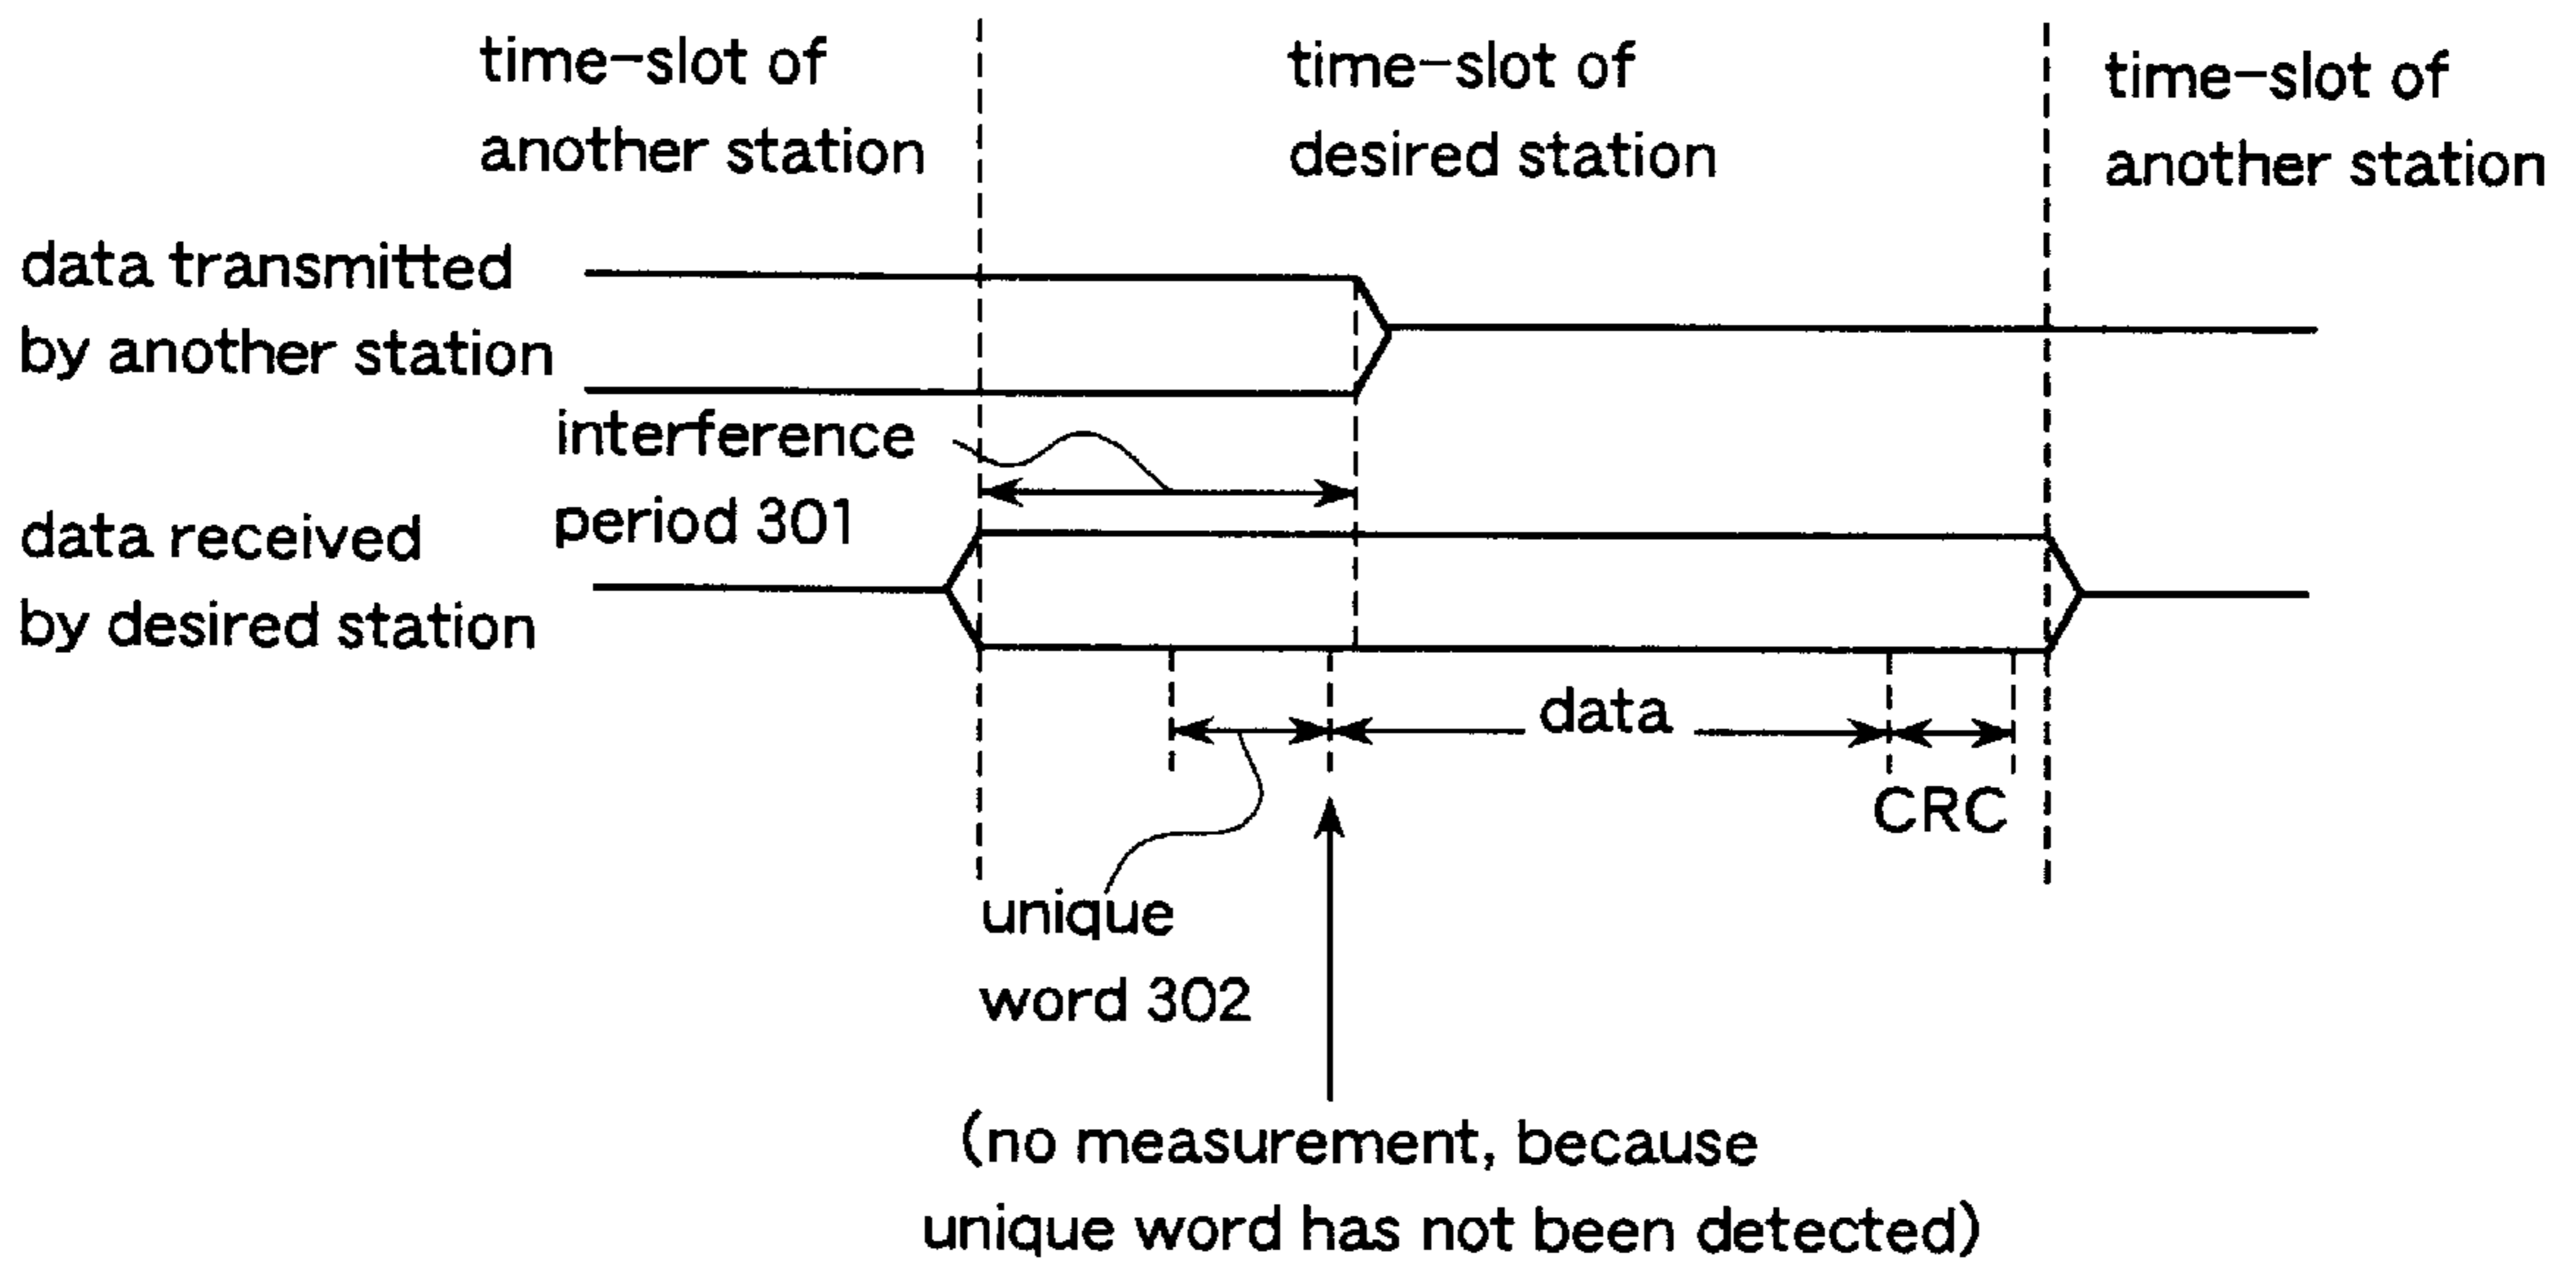 time-slot of
another station
time-slot of
desired station
time-slot of
another station
data transmitted
by another station
interference
period 301
data received
by desired station
data
CRC
unique
word 302
(no measurement, because
unique word has not been detected)